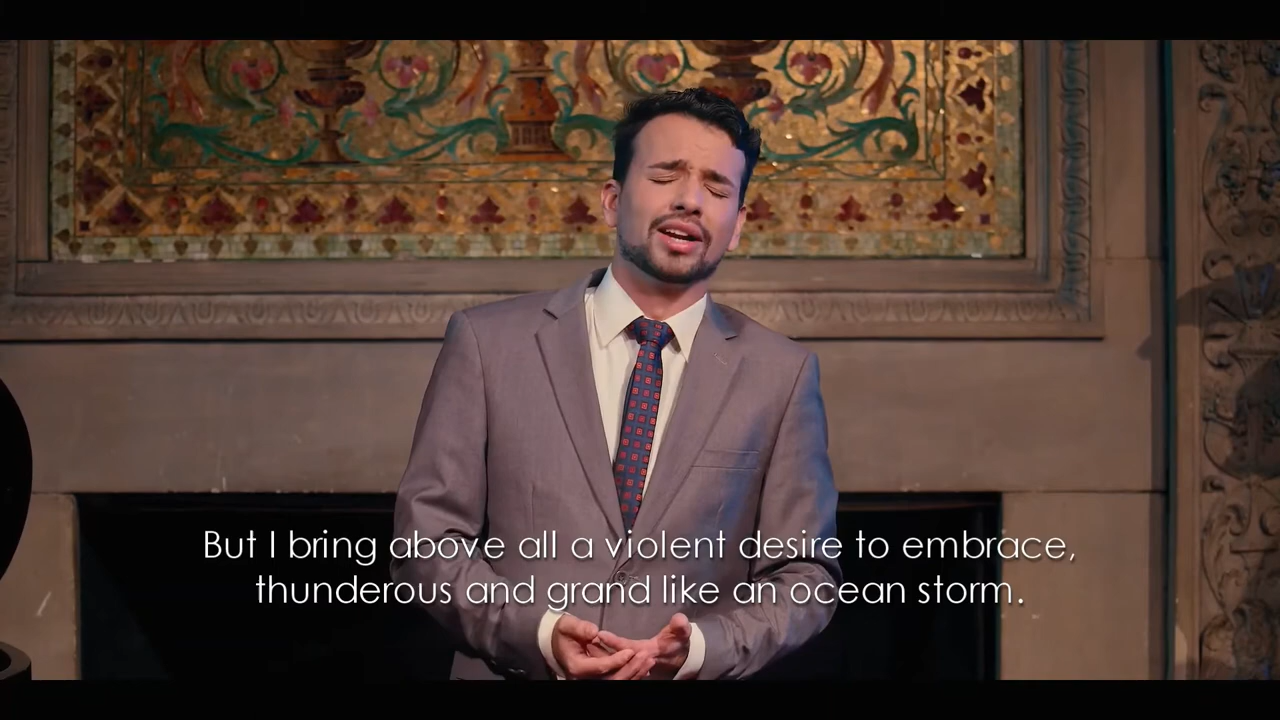 But I bring above all a violent desire to embrace,
thunderous and grand like an ocean storm.